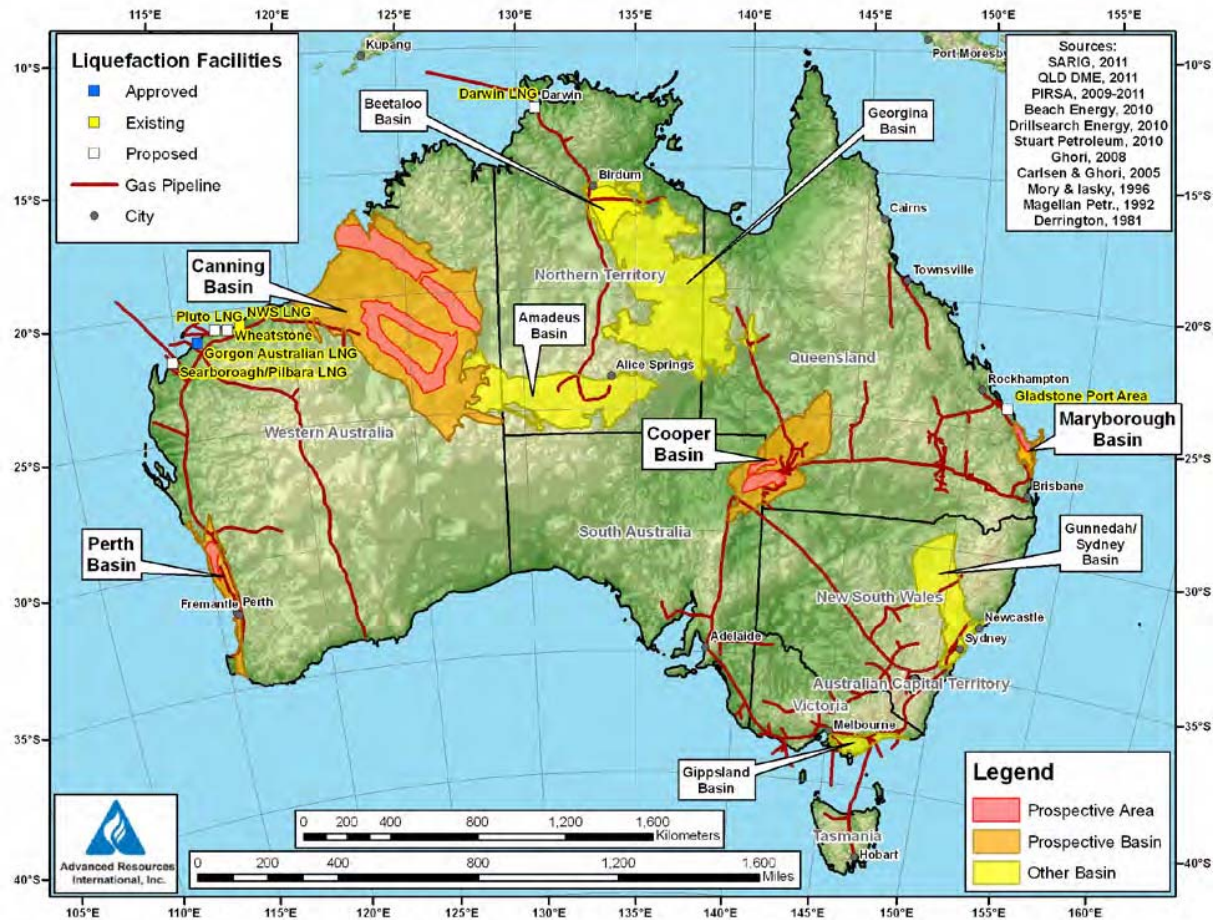 115°E
120°E
125°E
130°E
135°E
140°E
145°E
150°E
155°E
Liquefaction Facilities
Approved
Existing
Proposed
Gas Pipeline
City
Sources:
SARIG, 2011
QLD DME, 2011
PIRSA, 2009-2011
Beach Energy, 2010
Drillsearch Energy, 2010
Stuart Petroleum, 2010
Ghori, 2008
Carlsen & Ghori, 2005
Mory & Iasky, 1996
Magellan Petr., 1992
Derrington, 1981
Kupang
Port Moresby
10°S
10°S
Darwin LNG
Darwin
Beetaloo
Basin
Georgina
Basin
Birdum
15°S
15°S
Cairns
Canning
Basin
Northern Territory
Townsville
Pluto LNG
NWS LNG
Wheatstone
Gorgon Australian LNG
Searboroagh/Pilbara LNG
20°S
20°S
Amadeus
Basin
Alice Springs
Queensland
Rockhampton
Gladstone Port Area
Maryborough
Basin
Western Australia
Cooper
Basin
25°S
25°S
Brisbane
South Australia
Gunnedah/
Sydney
Basin
Perth
Basin
New South Wales
30°S
30°S
Fremantle
Perth
Newcastle
Sydney
Adelaide
Australian Capital Territory
Victoria
Melbourne
35°S
35°S
Gippsland
Basin
Legend
Prospective Area
Prospective Basin
Other Basin
Tasmania
Hobart
Advanced Resources
International, Inc.
0 200 400 800 1,200 1,600
Kilometers
0 200 400 800 1,200 1,600
Miles
40°S
40°S
105°E
110°E
115°E
120°E
125°E
130°E
135°E
140°E
145°E
150°E
155°E
160°E